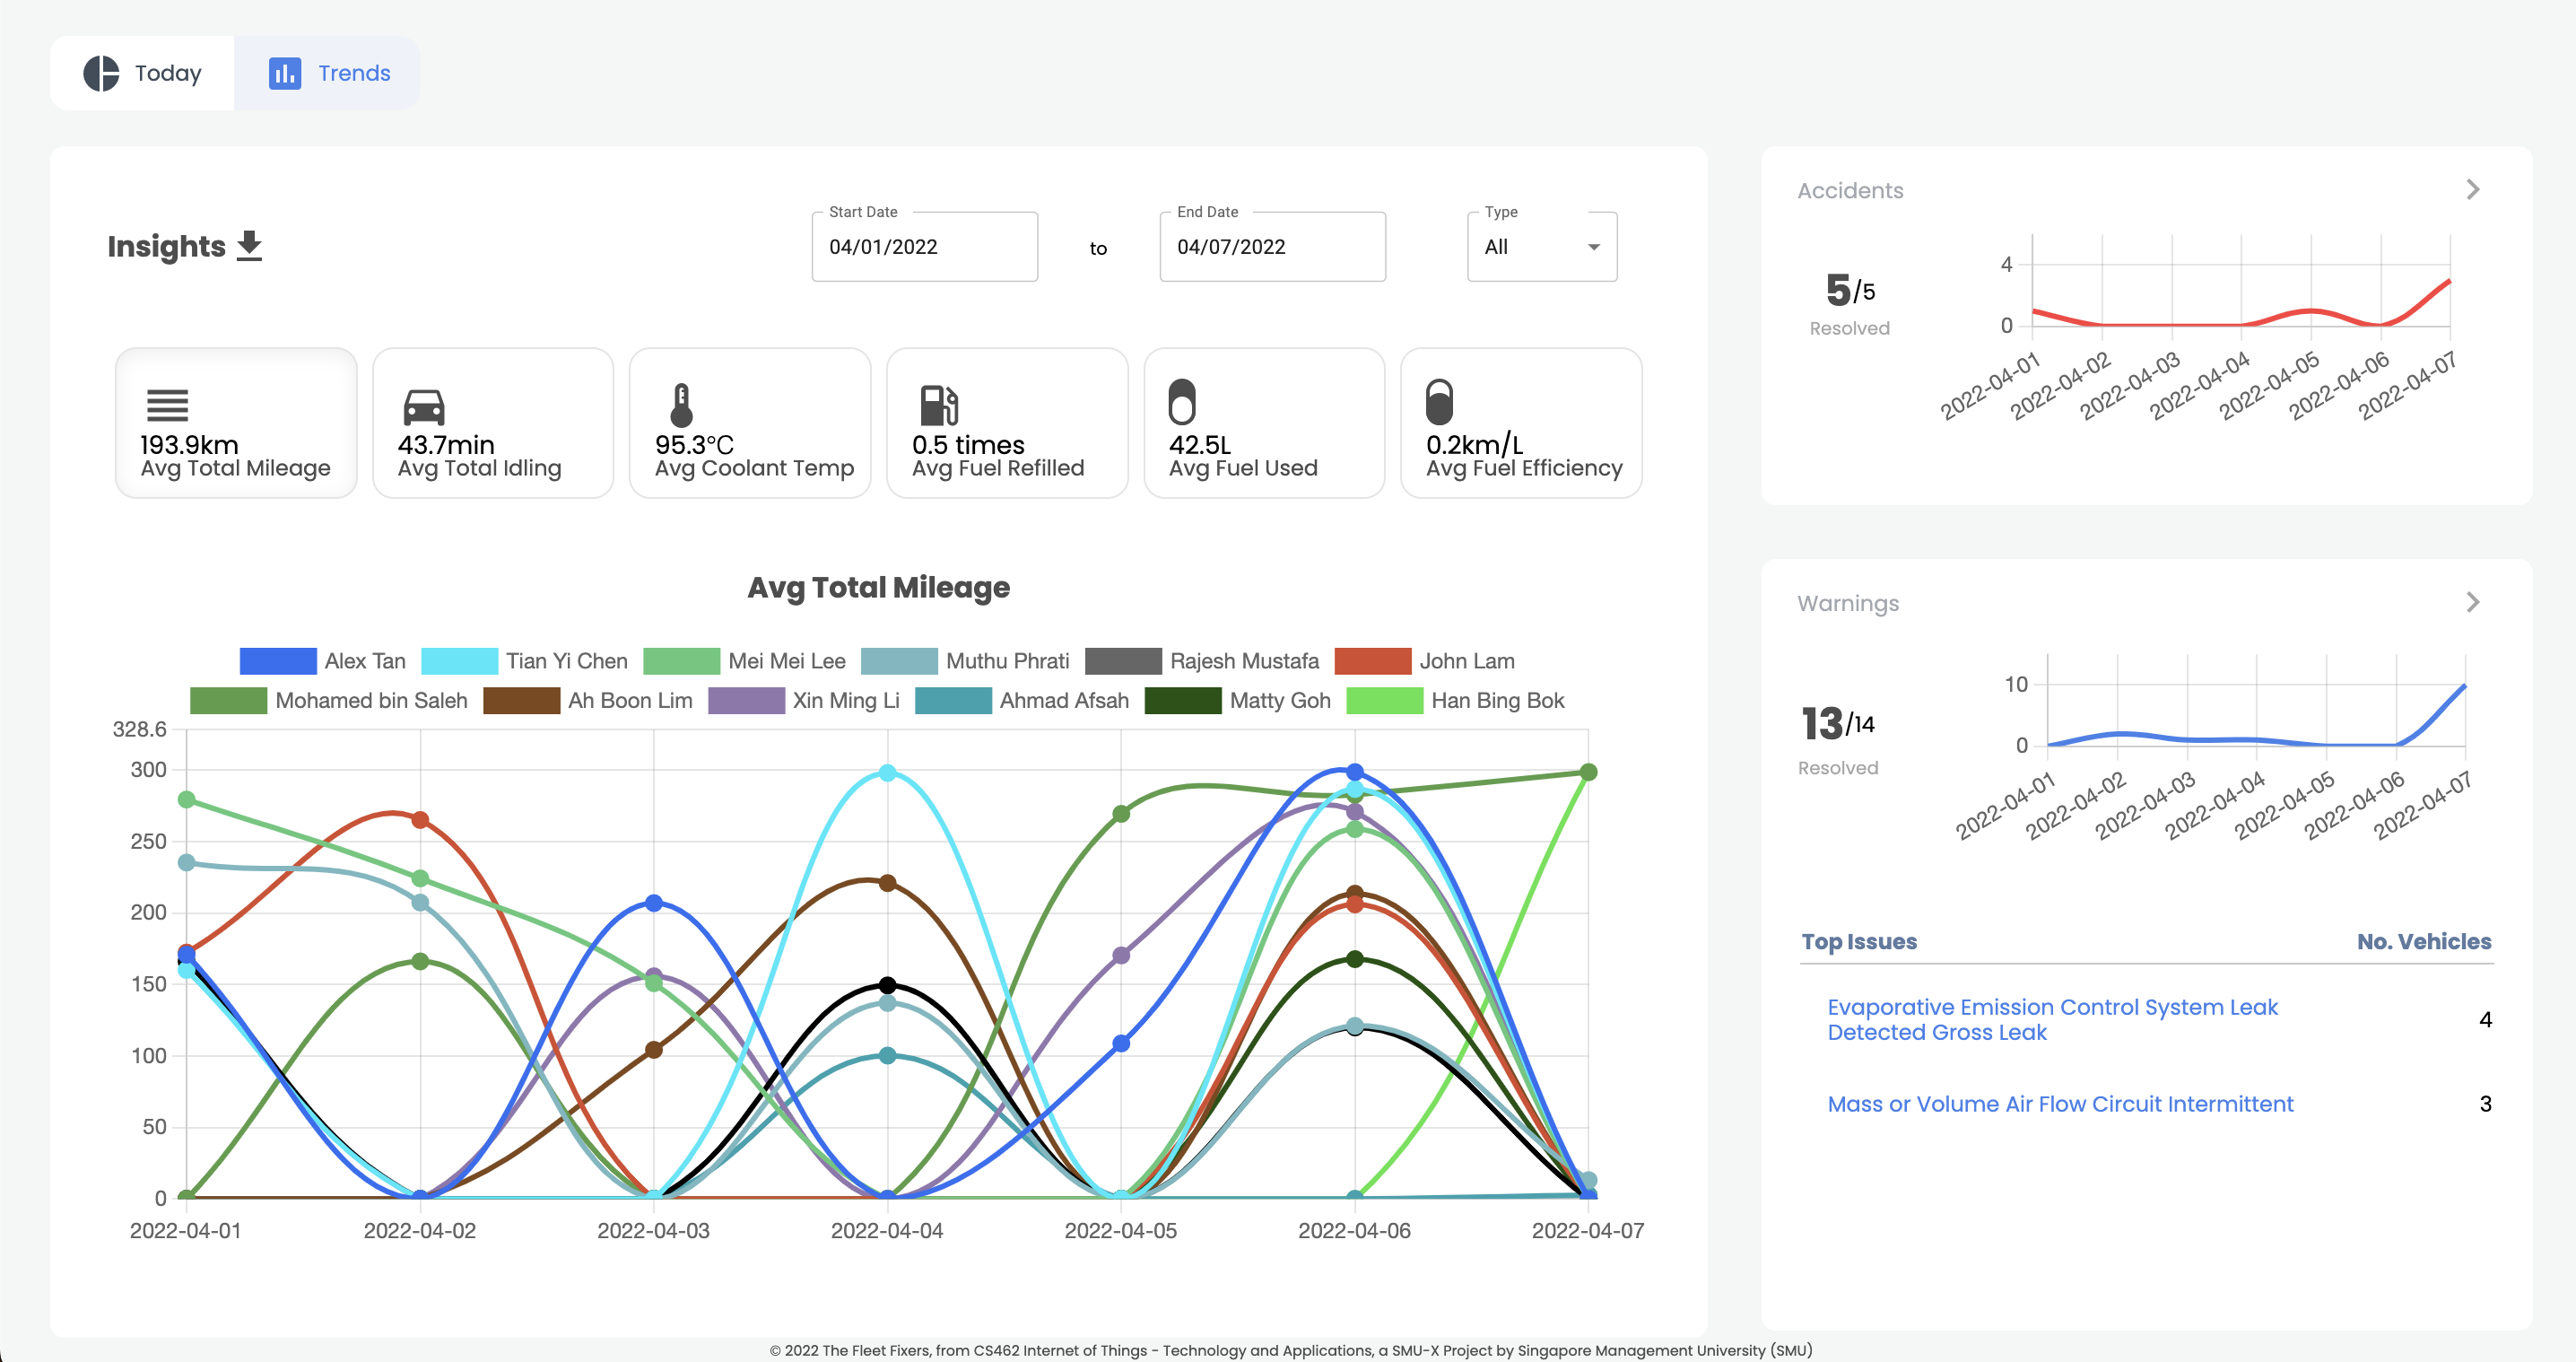 Today
Trends
Insights
Start Date
04/01/2022
to
End Date
04/07/2022
Type
All
193.9km
Avg Total Mileage
43.7min
Avg Total Idling
95.3°C
Avg Coolant Temp
0.5 times
Avg Fuel Refilled
42.5L
Avg Fuel Used
0.2km/L
Avg Fuel Efficiency
Avg Total Mileage
Alex Tan
Tian Yi Chen
Mei Mei Lee
Muthu Phrati
Rajesh Mustafa
John Lam
Mohamed bin Saleh
Ah Boon Lim
Xin Ming Li
Ahmad Afsah
Matty Goh
Han Bing Bok
328.6
300
250
200
150
100
50
0
2022-04-01
2022-04-02
2022-04-03
2022-04-04
2022-04-05
2022-04-06
2022-04-07
Accidents
5/5
Resolved
4
0
2022-04-01
2022-04-02
2022-04-03
2022-04-04
2022-04-05
2022-04-06
2022-04-07
Warnings
13/14
Resolved
10
0
2022-04-01
2022-04-02
2022-04-03
2022-04-04
2022-04-05
2022-04-06
2022-04-07
Top Issues
No. Vehicles
Evaporative Emission Control System Leak
Detected Gross Leak
4
Mass or Volume Air Flow Circuit Intermittent
3
© 2022 The Fleet Fixers, from CS462 Internet of Things - Technology and Applications, a SMU-X Project by Singapore Management University (SMU)